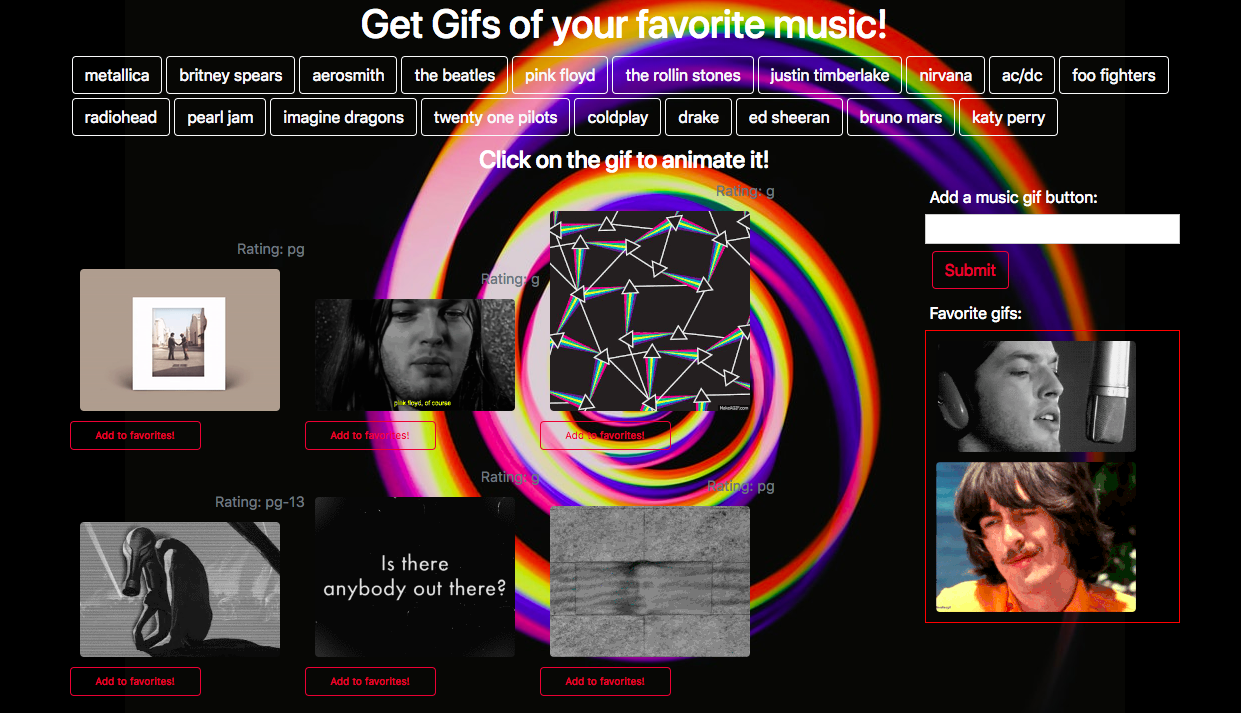 Get Gifs of your favorite music!
metallica britney spears aerosmith the beatles pink floyd the rollin stones justin timberlake nirvana ac/dc foo fighters
radiohead pearl jam imagine dragons twenty one pilots coldplay drake ed sheeran bruno mars katy perry
Click on the gif to animate it!
Rating: pg
Rating: g
Rating: g
pink floyd, of course
MakeAGif.com
Add to favorites! Add to favorites! Add to favorites!
Rating: pg-13
Rating: g
Rating: pg
Is there
anybody out there?
Add to favorites! Add to favorites! Add to favorites!
Add a music gif button:
Submit
Favorite gifs: